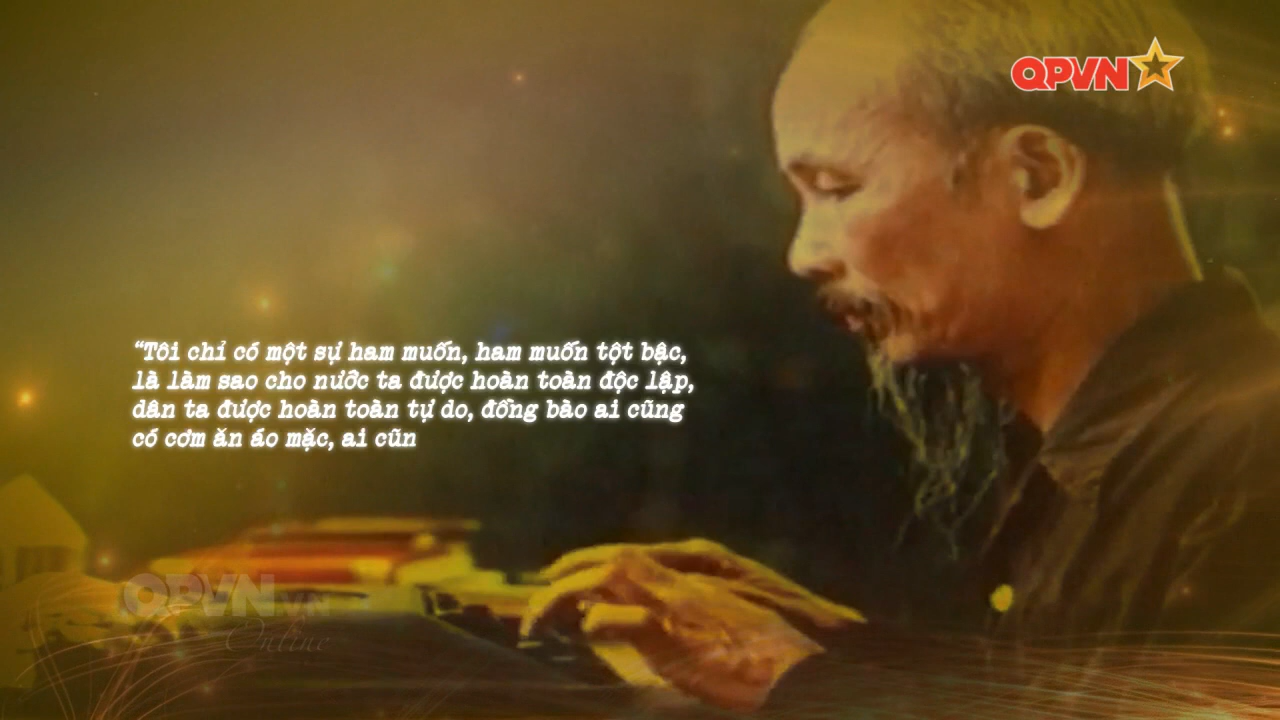 QPVN
“Tôi chỉ có một sự ham muốn, ham muốn tột bậc,
là làm sao cho nước ta được hoàn toàn độc lập,
dân ta được hoàn toàn tự do, đồng bào ai cũng
có cơm ăn áo mặc, ai cũn
QPVN.VN
Online